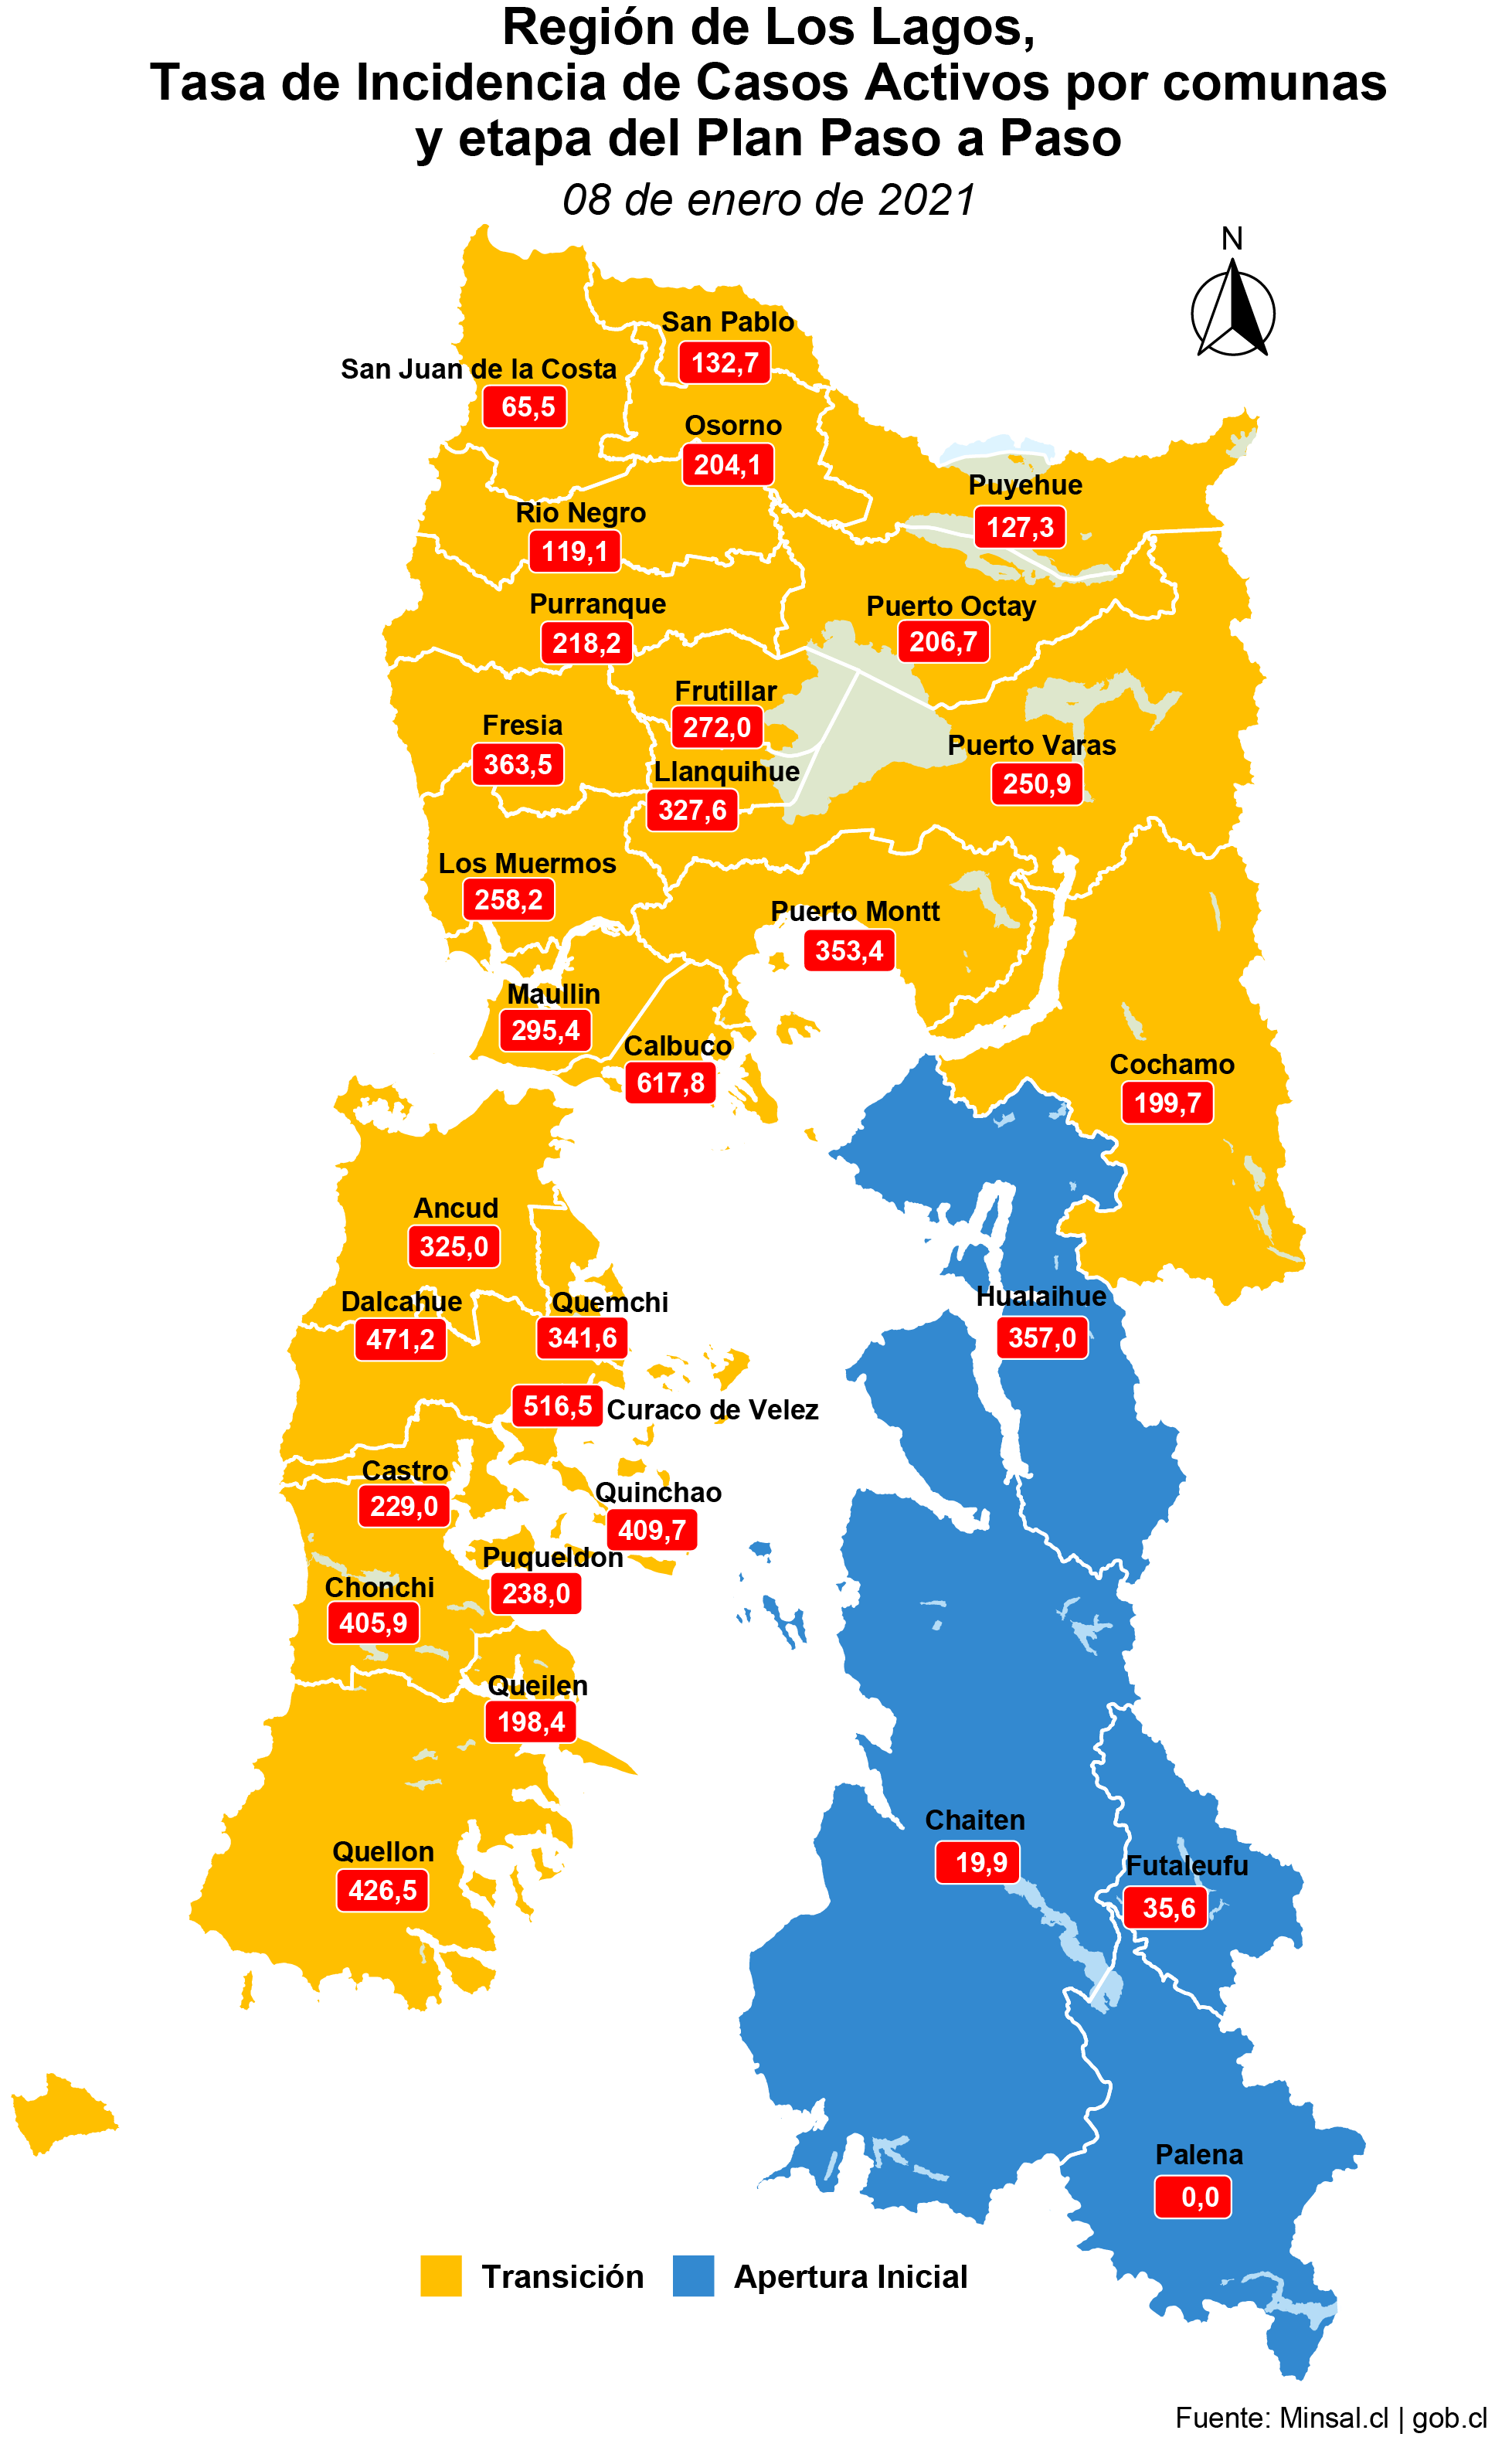 Región de Los Lagos,
Tasa de Incidencia de Casos Activos por comunas
y etapa del Plan Paso a Paso
08 de enero de 2021
N
San Pablo
132,7
San Juan de la Costa
65,5
Osorno
204,1
Puyehue
127,3
Rio Negro
119,1
Purranque
218,2
Puerto Octay
206,7
Frutillar
272,0
Fresia
363,5
Puerto Varas
250,9
Llanquihue
327,6
Los Muermos
258,2
Puerto Montt
353,4
Maullin
295,4
Calbuco
617,8
Cochamo
199,7
Ancud
325,0
Hualaihue
357,0
Dalcahue
471,2
Quemchi
341,6
516,5 Curaco de Velez
Castro
229,0
Quinchao
409,7
Puqueldon
238,0
Chonchi
405,9
Queilen
198,4
Chaiten
19,9
Quellon
426,5
Futaleufu
35,6
Palena
0,0
Transición Apertura Inicial
Fuente: Minsal.cl | gob.cl